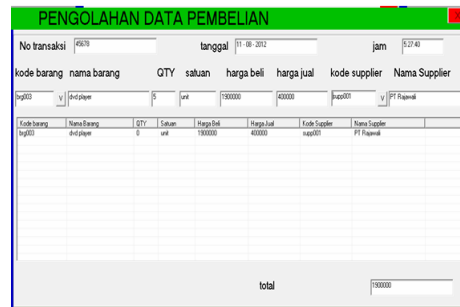 PENGOLAHAN DATA PEMBELIAN
No transaksi 45678 tanggal 11 - 08 - 2012 jam 5:27:40
kode barang nama barang QTY satuan harga beli harga jual kode supplier Nama Supplier
brg003 v dvd player 5 unit 1900000 400000 supp001 v PT Rajawali
Kode barang Nama Barang QTY Satuan Harga Beli Harga Jual Kode Supplier Nama Supplier
brg003 dvd player 0 unit 1900000 400000 supp001 PT Rajawali
total 1900000